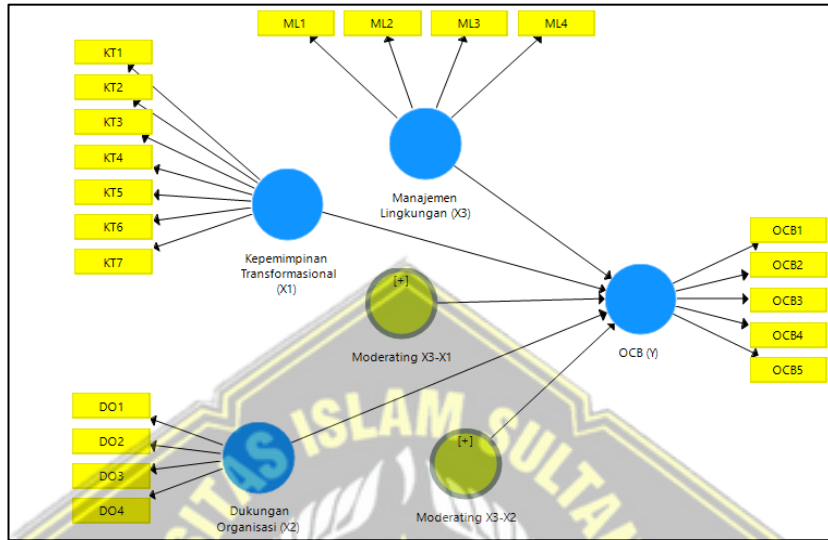 ML1
ML2
ML3
ML4
KT1
KT2
KT3
KT4
KT5
KT6
KT7
Manajemen
Lingkungan (X3)
Kepemimpinan
Transformasional
(X1)
[+]
Moderating X3-X1
OCB1
OCB2
OCB3
OCB4
OCB5
OCB (Y)
DO1
DO2
DO3
DO4
Dukungan
Organisasi (X2)
[+]
Moderating X3-X2
ISLAM SULTAN